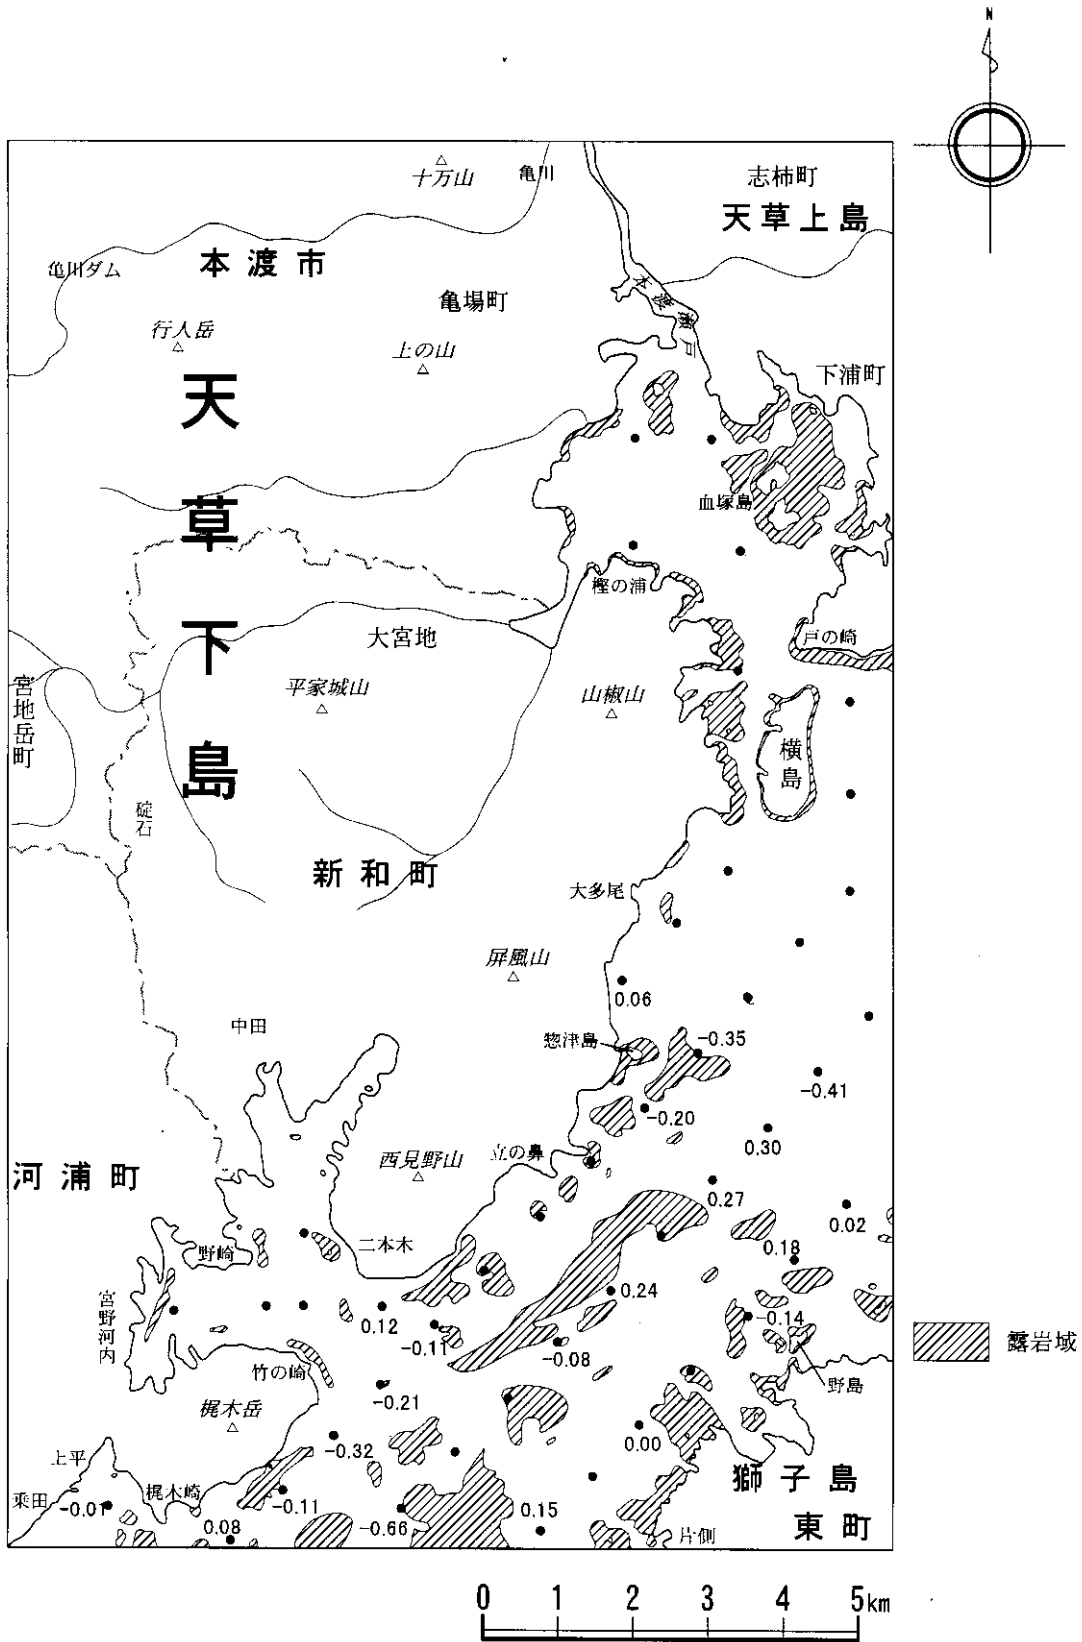 N
十万山
亀川
志柿町
天草上島
亀川ダム
本渡市
亀場町
本渡瀬戸
行人岳
上の山
下浦町
天草下島
血塚島
樫の浦
大宮地
戸の崎
宮地岳町
平家城山
山椒山
横島
碇石
新和町
大多尾
屏風山
0.06
中田
惣津島
-0.35
-0.41
-0.20
0.30
河浦町
西見野山
立の鼻
0.27
0.02
野崎
二本木
0.18
宮野河内
0.24
0.12
-0.11
-0.14
露岩域
-0.08
竹の崎
野島
-0.21
梶木岳
0.00
-0.32
上平
獅子島
乗田
-0.01
梶木崎
-0.11
0.08
-0.66
0.15
東町
片側
0 1 2 3 4 5km